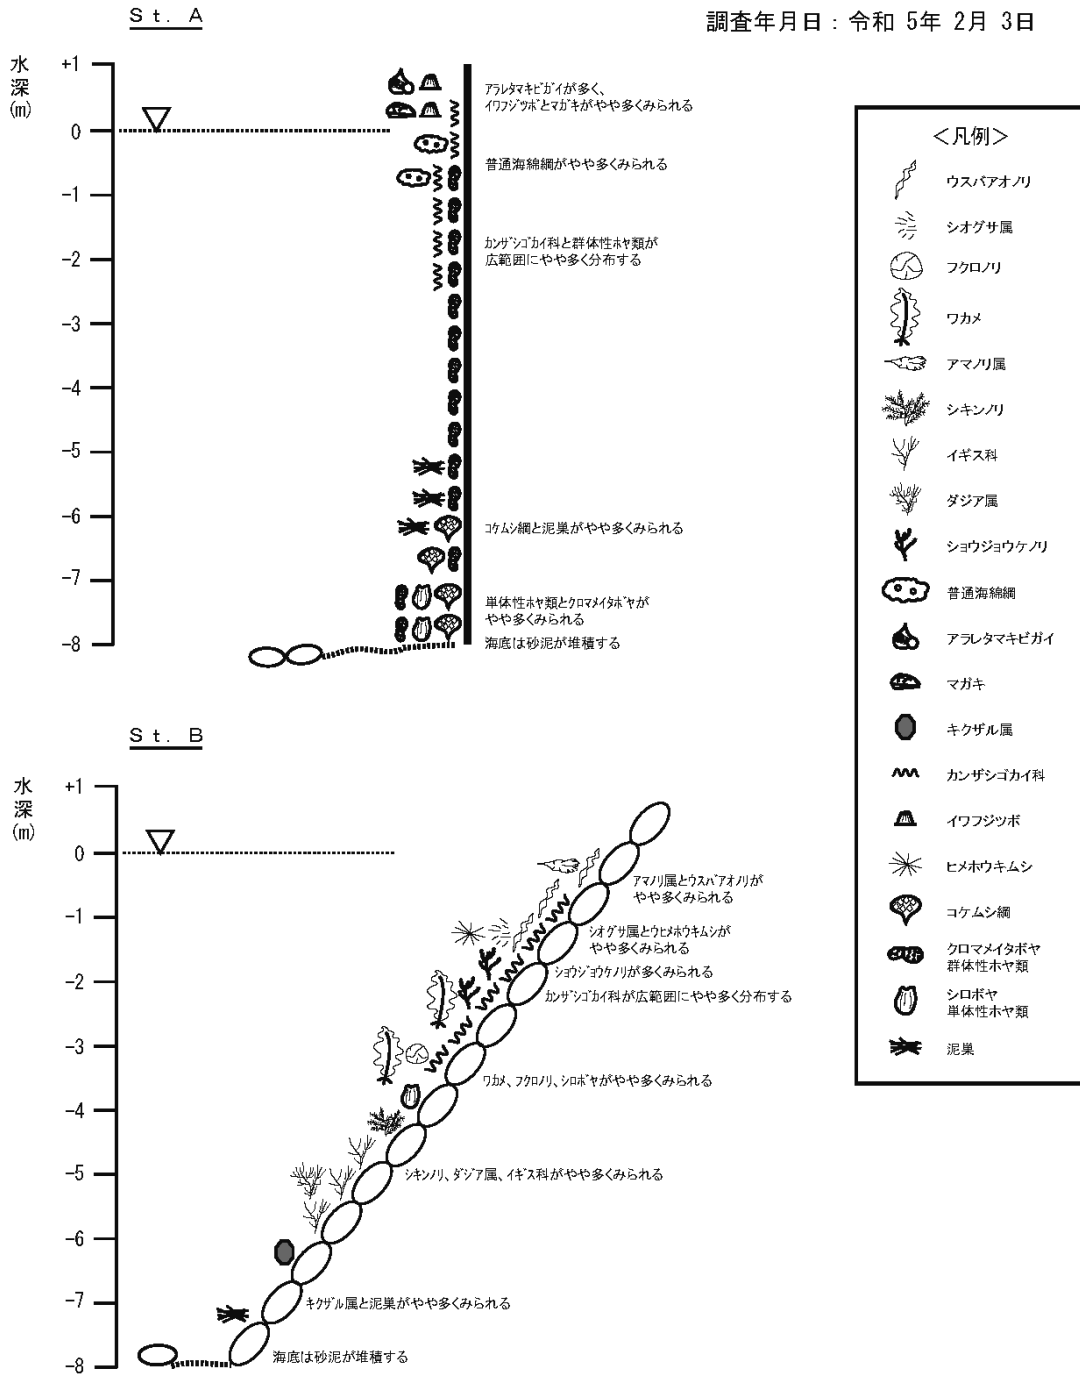 St. A
調査年月日：令和 5年 2月 3日
水深(m)
+1
0
-1
-2
-3
-4
-5
-6
-7
-8
アラレタマキビガイが多く、
イワフジツボとマガキがやや多くみられる
普通海綿綱がやや多くみられる
カンザシゴカイ科と群体性ホヤ類が
広範囲にやや多く分布する
コケムシ綱と泥巣がやや多くみられる
単体性ホヤ類とクロマメイタボヤが
やや多くみられる
海底は砂泥が堆積する
St. B
水深(m)
+1
0
-1
-2
-3
-4
-5
-6
-7
-8
アマノリ属とウスバアオノリが
やや多くみられる
シオグサ属とウヒメホウキムシが
やや多くみられる
ショウジョウケノリが多くみられる
カンザシゴカイ科が広範囲にやや多く分布する
ワカメ、フクロノリ、シロボヤがやや多くみられる
シキンノリ、ダジア属、イギス科がやや多くみられる
キクザル属と泥巣がやや多くみられる
海底は砂泥が堆積する
＜凡例＞
ウスバアオノリ
シオグサ属
フクロノリ
ワカメ
アマノリ属
シキンノリ
イギス科
ダジア属
ショウジョウケノリ
普通海綿綱
アラレタマキビガイ
マガキ
キクザル属
カンザシゴカイ科
イワフジツボ
ヒメホウキムシ
コケムシ綱
クロマメイタボヤ
群体性ホヤ類
シロボヤ
単体性ホヤ類
泥巣